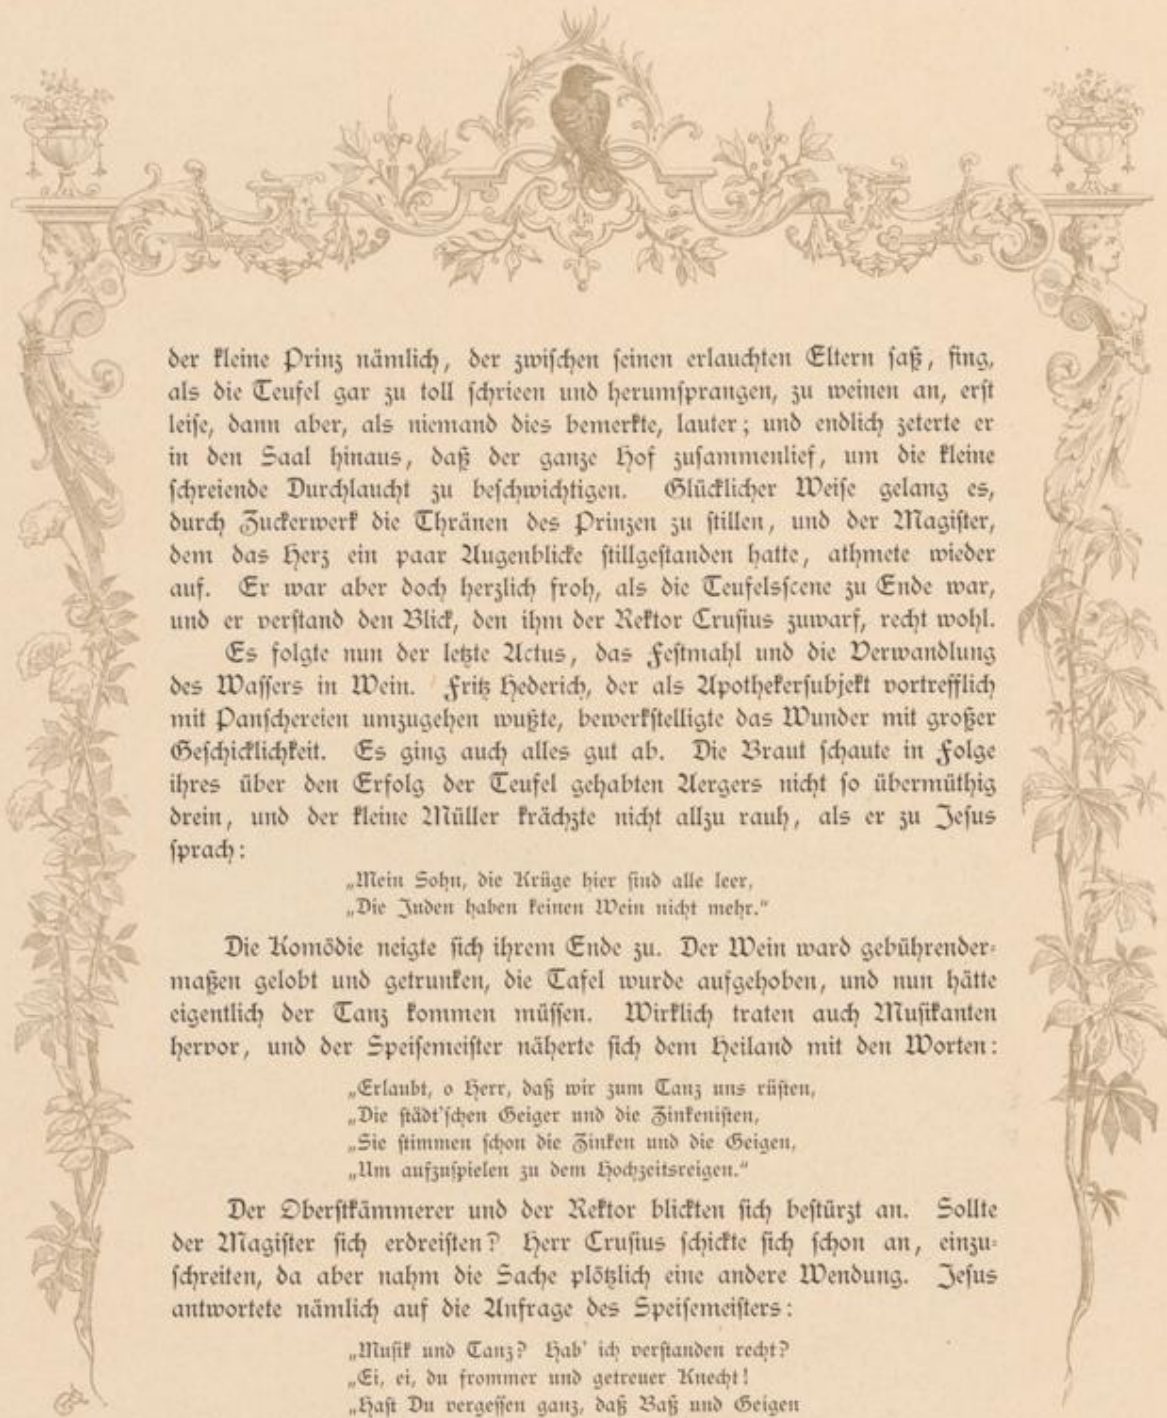 der kleine Prinz nämlich, der zwischen seinen erlauchten Eltern saß, fing,
als die Teufel gar zu toll schrieen und herumsprangen, zu weinen an, erst
leise, dann aber, als niemand dies bemerkte, lauter; und endlich zeterte er
in den Saal hinaus, daß der ganze Hof zusammenlief, um die kleine
schreiende Durchlaucht zu beschwichtigen. Glücklicher Weise gelang es,
durch Zuckerwerk die Thränen des Prinzen zu stillen, und der Magister,
dem das Herz ein paar Augenblicke stillgestanden hatte, athmete wieder
auf. Er war aber doch herzlich froh, als die Teufelsscene zu Ende war,
und er verstand den Blick, den ihm der Rektor Crusius zuwarf, recht wohl.
Es folgte nun der letzte Actus, das Festmahl und die Verwandlung
des Wassers in Wein. Fritz Hederich, der als Apothekersubjekt vortrefflich
mit Panschereien umzugehen wußte, bewerkstelligte das Wunder mit großer
Geschicklichkeit. Es ging auch alles gut ab. Die Braut schaute in Folge
ihres über den Erfolg der Teufel gehabten Aergers nicht so übermüthig
drein, und der kleine Müller krächzte nicht allzu rauh, als er zu Jesus
sprach:
„Mein Sohn, die Krüge hier sind alle leer,
„Die Juden haben keinen Wein nicht mehr.“
Die Komödie neigte sich ihrem Ende zu. Der Wein ward gebührender-
maßen gelobt und getrunken, die Tafel wurde aufgehoben, und nun hätte
eigentlich der Tanz kommen müssen. Wirklich traten auch Musikanten
hervor, und der Speisemeister näherte sich dem Heiland mit den Worten:
„Erlaubt, o Herr, daß wir zum Tanz uns rüsten,
„Die städt'schen Geiger und die Zinkenisten,
„Sie stimmen schon die Zinken und die Geigen,
„Um aufzuspielen zu dem Hochzeitsreigen.“
Der Oberstkämmerer und der Rektor blickten sich bestürzt an. Sollte
der Magister sich erdreisten? Herr Crusius schickte sich schon an, einzu-
schreiten, da aber nahm die Sache plötzlich eine andere Wendung. Jesus
antwortete nämlich auf die Anfrage des Speisemeisters:
„Musik und Tanz? Hab' ich verstanden recht?
„Ei, ei, du frommer und getreuer Knecht!
„Hast Du vergessen ganz, daß Baß und Geigen